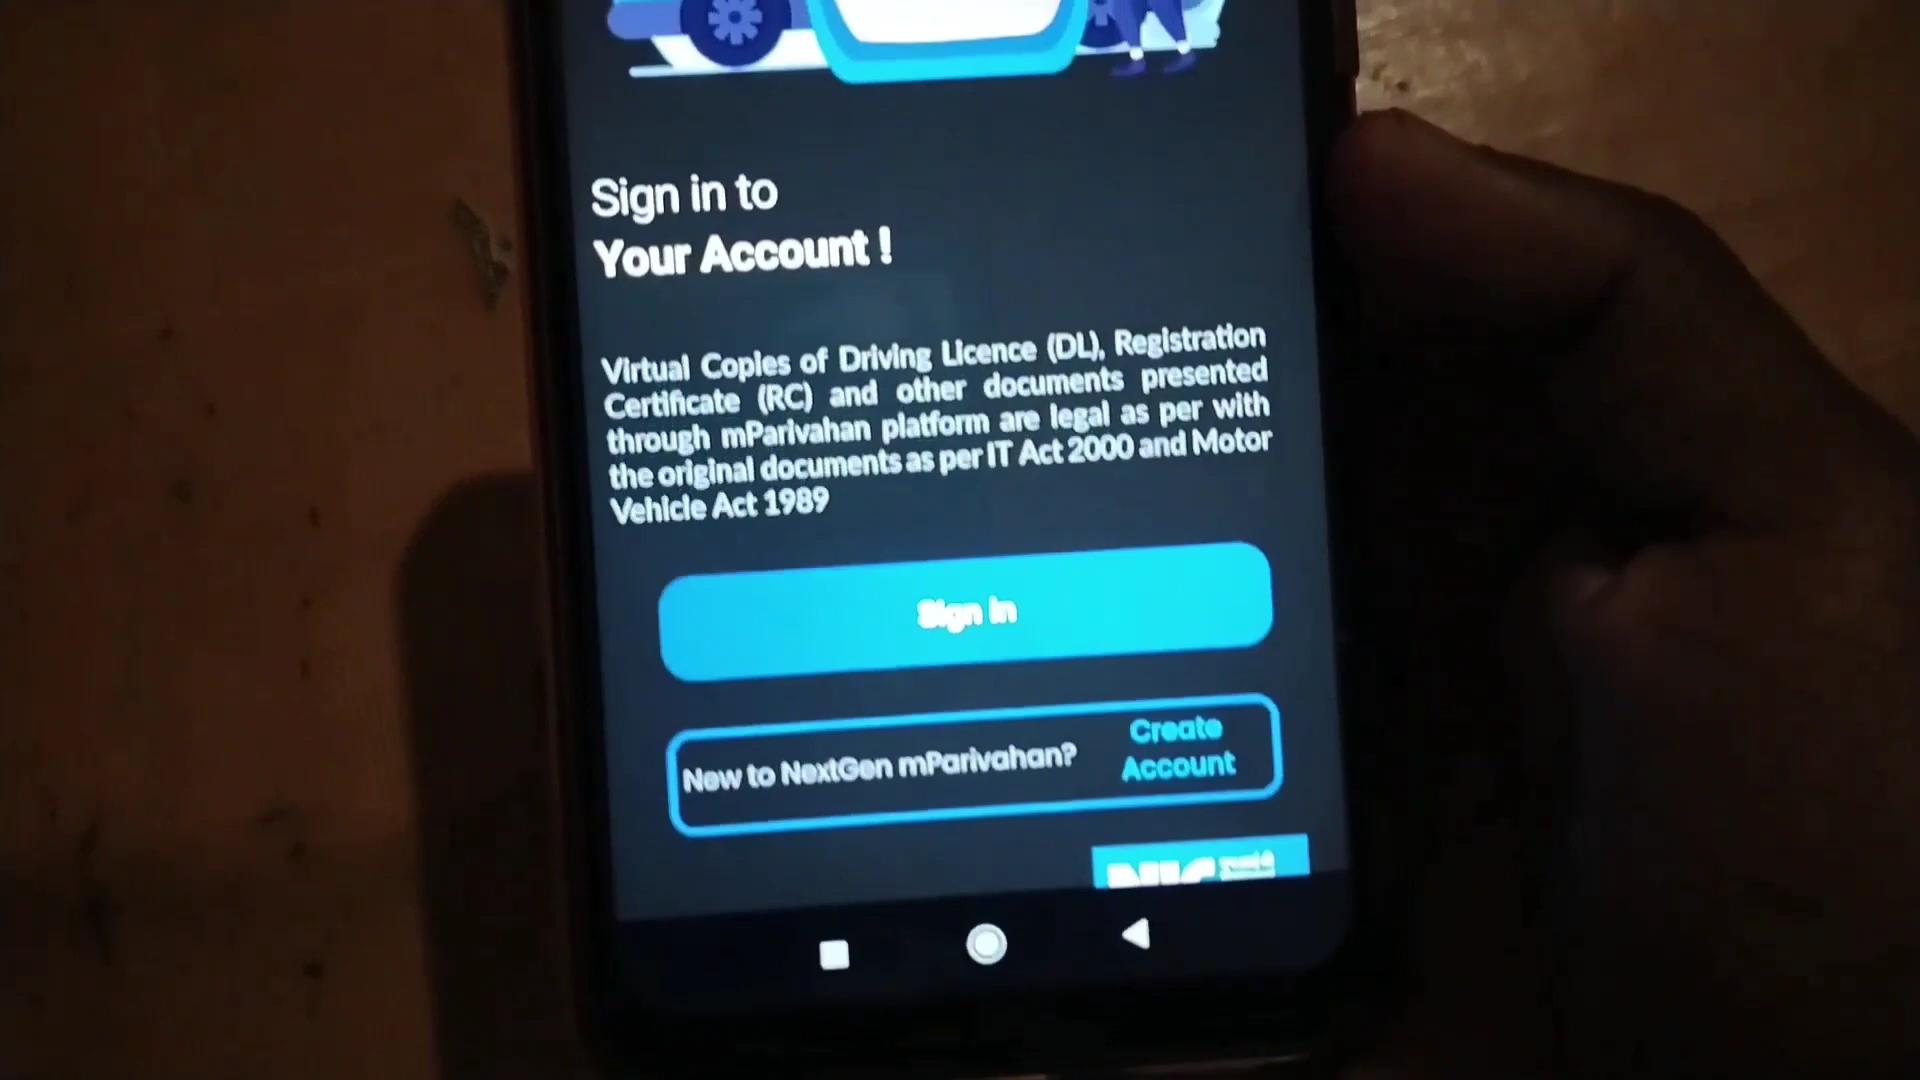 Sign in to
Your Account !
Virtual Copies of Driving Licence (DL), Registration
Certificate (RC) and other documents presented
through mParivahan platform are legal as per with
the original documents as per IT Act 2000 and Motor
Vehicle Act 1989
Sign In
New to NextGen mParivahan?
Create
Account
NIC